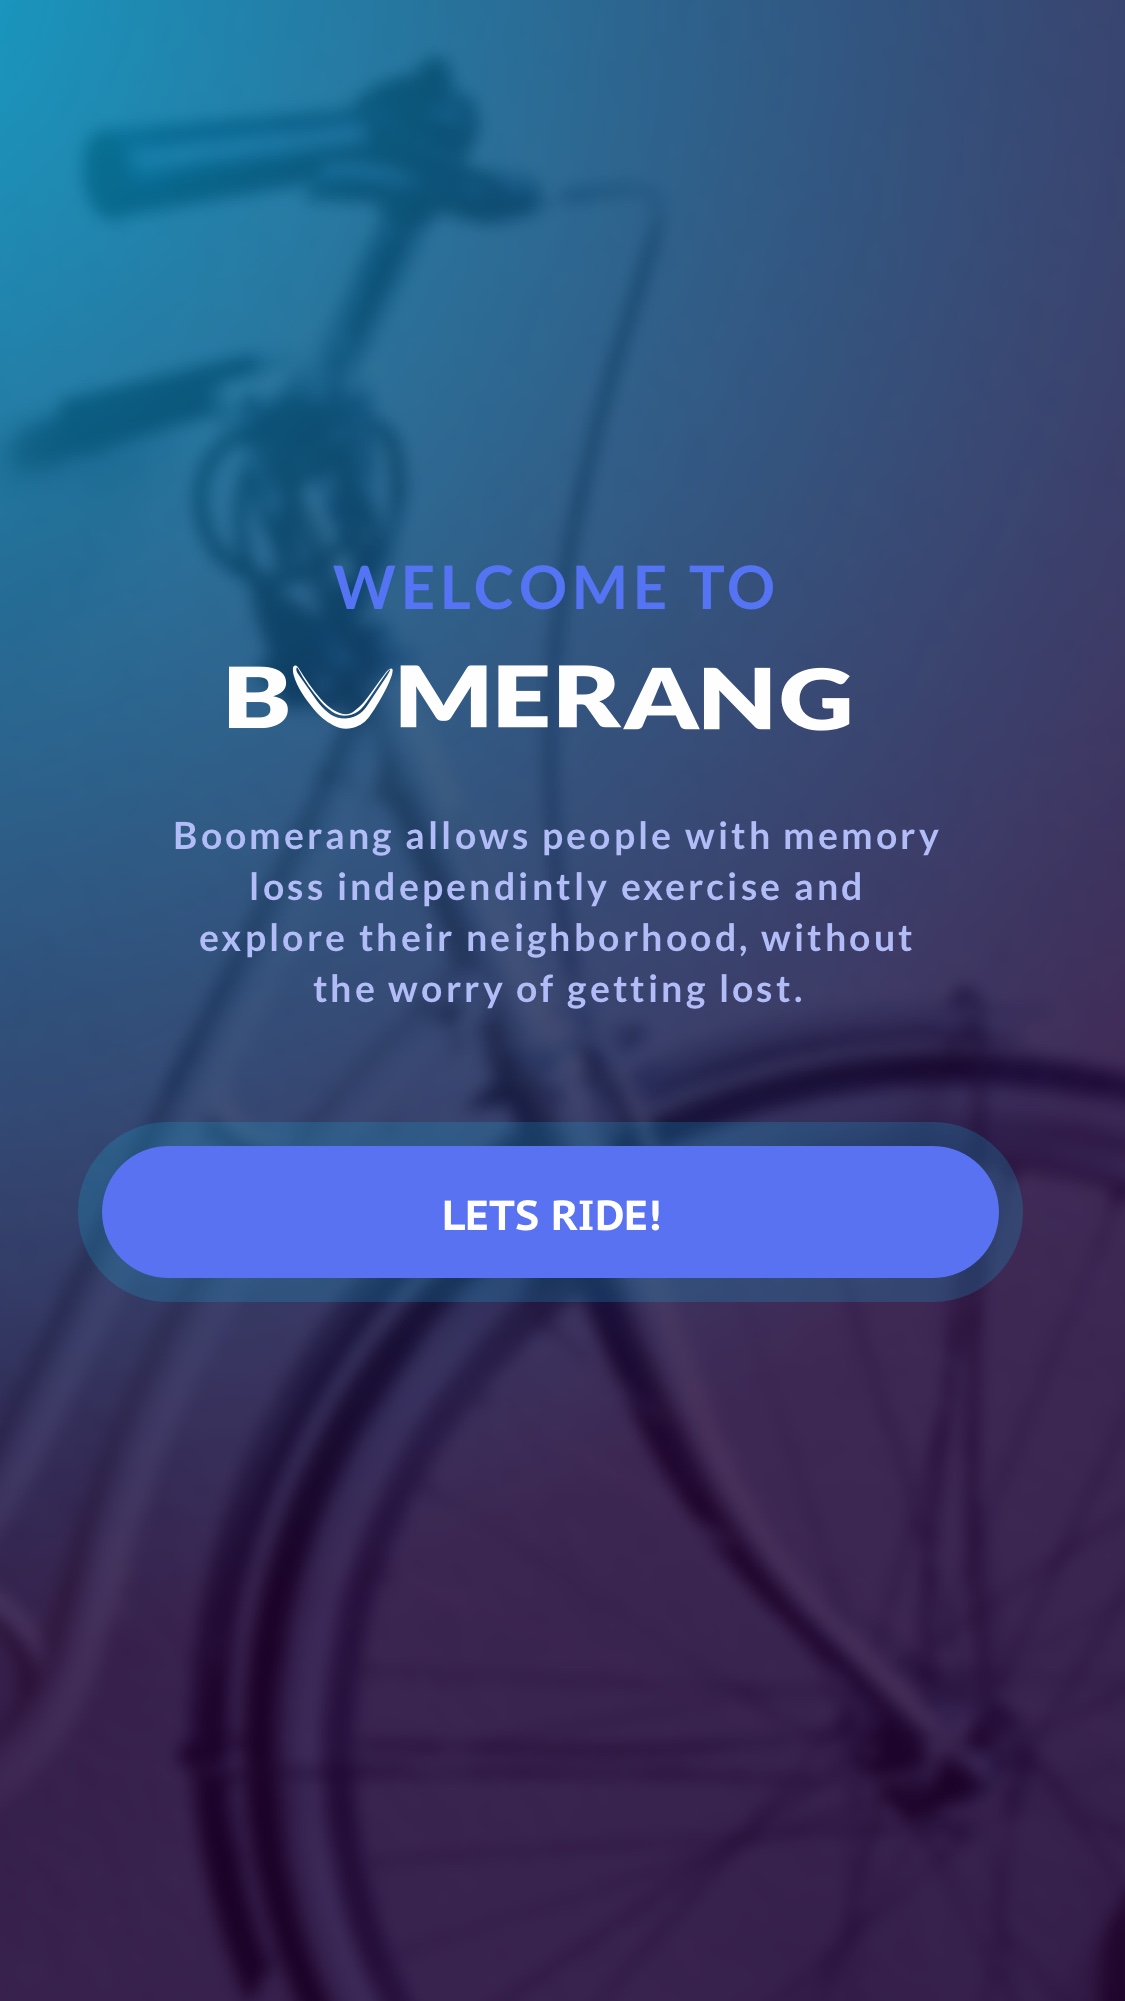 WELCOME TO
BOMERANG
Boomerang allows people with memory
loss independintly exercise and
explore their neighborhood, without
the worry of getting lost.
LETS RIDE!